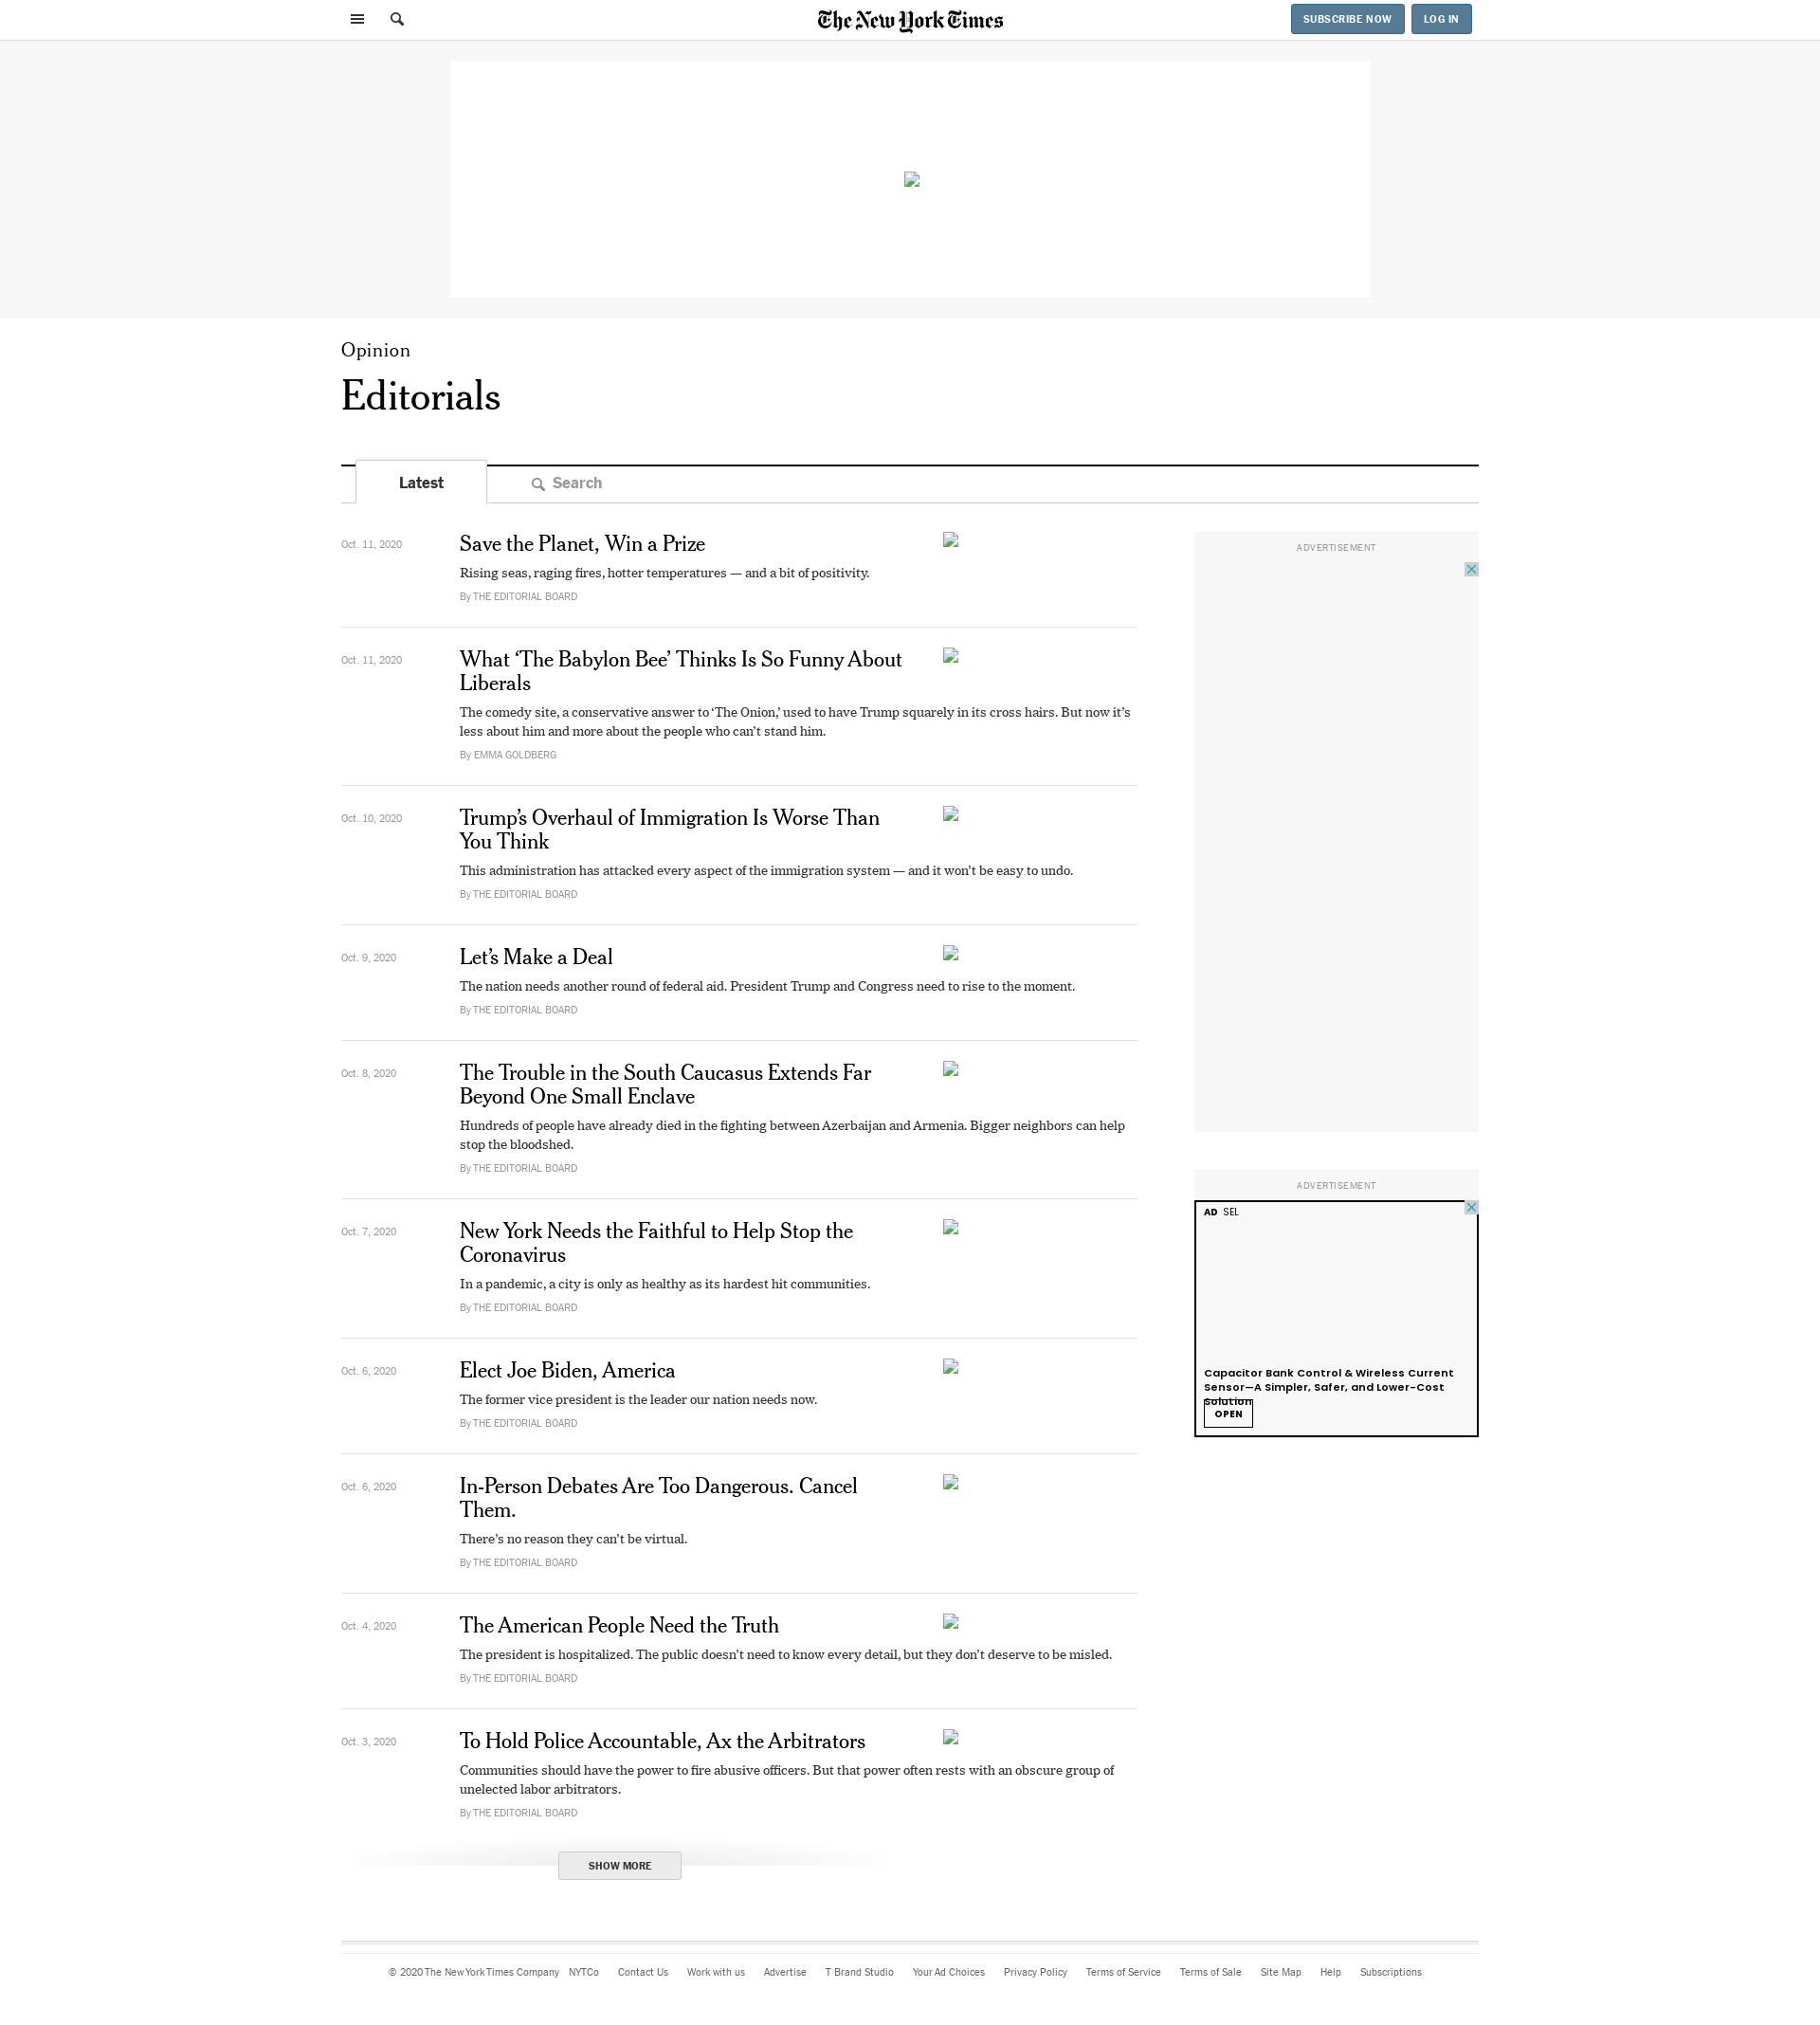 The New York Times
SUBSCRIBE NOW
LOG IN
Opinion
Editorials
Latest
Search
Oct. 11, 2020
Save the Planet, Win a Prize
Rising seas, raging fires, hotter temperatures — and a bit of positivity.
By THE EDITORIAL BOARD
Oct. 11, 2020
What ‘The Babylon Bee’ Thinks Is So Funny About
Liberals
The comedy site, a conservative answer to ‘The Onion,’ used to have Trump squarely in its cross hairs. But now it’s
less about him and more about the people who can’t stand him.
By EMMA GOLDBERG
Oct. 10, 2020
Trump’s Overhaul of Immigration Is Worse Than
You Think
This administration has attacked every aspect of the immigration system — and it won’t be easy to undo.
By THE EDITORIAL BOARD
Oct. 9, 2020
Let’s Make a Deal
The nation needs another round of federal aid. President Trump and Congress need to rise to the moment.
By THE EDITORIAL BOARD
Oct. 8, 2020
The Trouble in the South Caucasus Extends Far
Beyond One Small Enclave
Hundreds of people have already died in the fighting between Azerbaijan and Armenia. Bigger neighbors can help
stop the bloodshed.
By THE EDITORIAL BOARD
Oct. 7, 2020
New York Needs the Faithful to Help Stop the
Coronavirus
In a pandemic, a city is only as healthy as its hardest hit communities.
By THE EDITORIAL BOARD
Oct. 6, 2020
Elect Joe Biden, America
The former vice president is the leader our nation needs now.
By THE EDITORIAL BOARD
Oct. 6, 2020
In-Person Debates Are Too Dangerous. Cancel
Them.
There’s no reason they can’t be virtual.
By THE EDITORIAL BOARD
Oct. 4, 2020
The American People Need the Truth
The president is hospitalized. The public doesn’t need to know every detail, but they don’t deserve to be misled.
By THE EDITORIAL BOARD
Oct. 3, 2020
To Hold Police Accountable, Ax the Arbitrators
Communities should have the power to fire abusive officers. But that power often rests with an obscure group of
unelected labor arbitrators.
By THE EDITORIAL BOARD
SHOW MORE
ADVERTISEMENT
ADVERTISEMENT
AD SEL
Capacitor Bank Control & Wireless Current
Sensor—A Simpler, Safer, and Lower-Cost
Solution
OPEN
© 2020 The New York Times Company NYTCo Contact Us Work with us Advertise T Brand Studio Your Ad Choices Privacy Policy Terms of Service Terms of Sale Site Map Help Subscriptions